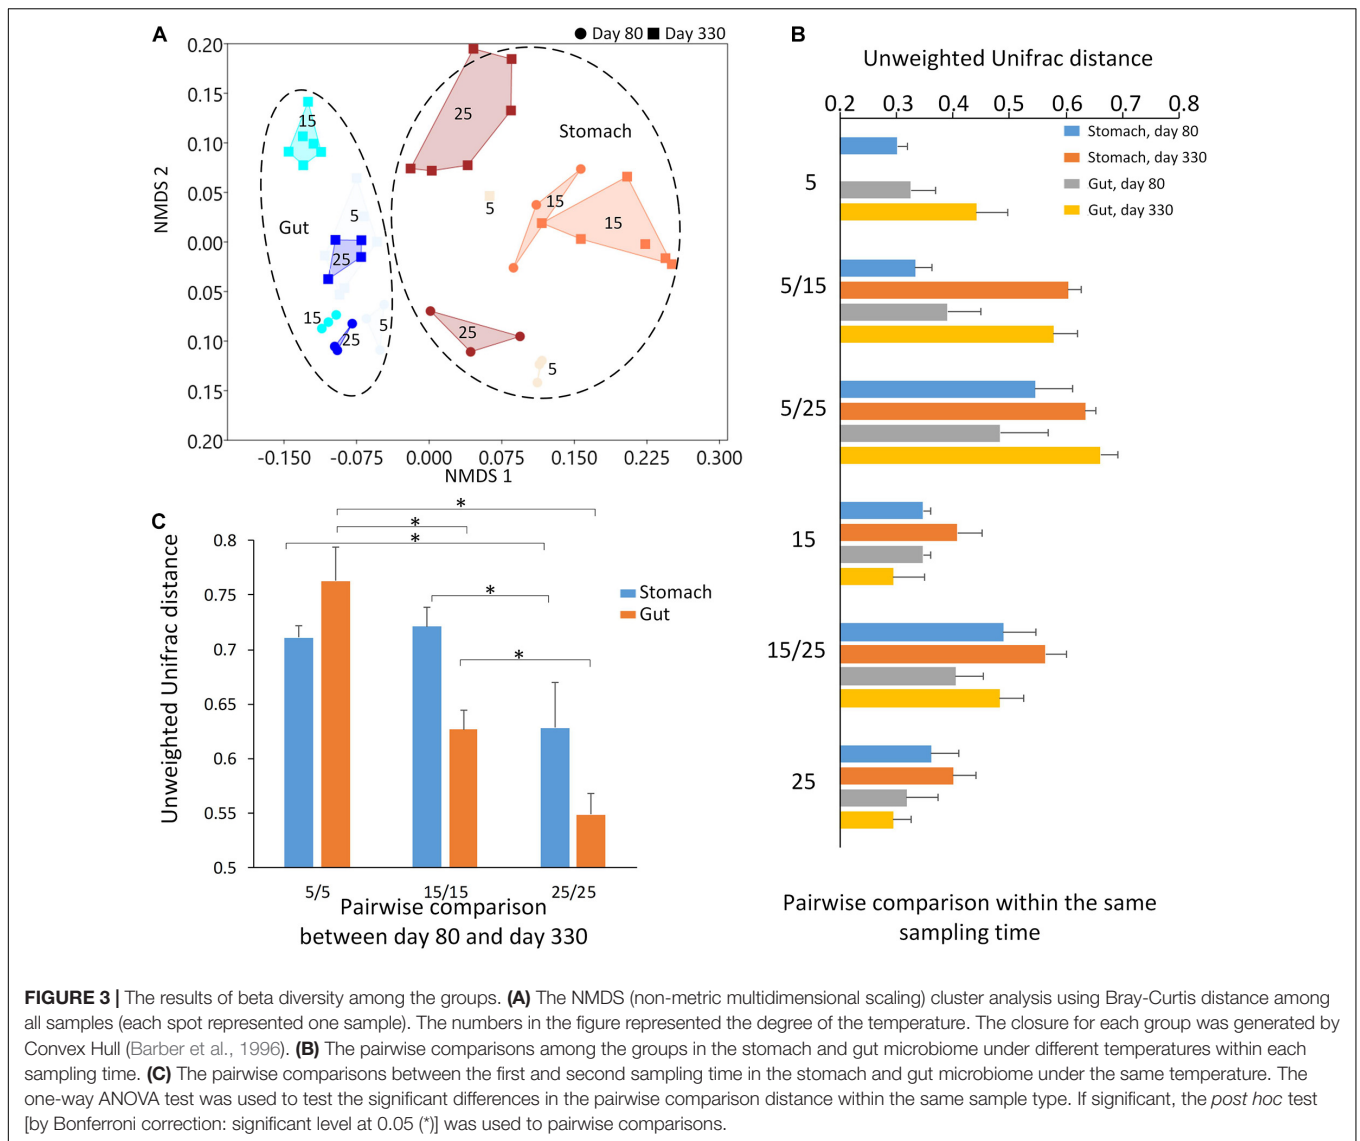 A
● Day 80 ■ Day 330
0.20
0.15
0.10
0.05
0.00
0.05
0.10
0.15
0.20
NMDS 2
-0.150 -0.075 0.000 0.075 0.150 0.225 0.300
NMDS 1
Gut
Stomach
15
5
25
15
25
5
25
5
15
15
25
5
B
Unweighted Unifrac distance
0.2 0.3 0.4 0.5 0.6 0.7 0.8
Stomach, day 80
Stomach, day 330
Gut, day 80
Gut, day 330
5
5/15
5/25
15
15/25
25
Pairwise comparison within the same
sampling time
C
Unweighted Unifrac distance
0.8
0.75
0.7
0.65
0.6
0.55
0.5
*
*
*
*
*
Stomach
Gut
5/5 15/15 25/25
Pairwise comparison
between day 80 and day 330
FIGURE 3 | The results of beta diversity among the groups. (A) The NMDS (non-metric multidimensional scaling) cluster analysis using Bray-Curtis distance among
all samples (each spot represented one sample). The numbers in the figure represented the degree of the temperature. The closure for each group was generated by
Convex Hull (Barber et al., 1996). (B) The pairwise comparisons among the groups in the stomach and gut microbiome under different temperatures within each
sampling time. (C) The pairwise comparisons between the first and second sampling time in the stomach and gut microbiome under the same temperature. The
one-way ANOVA test was used to test the significant differences in the pairwise comparison distance within the same sample type. If significant, the post hoc test
[by Bonferroni correction: significant level at 0.05 (*)] was used to pairwise comparisons.